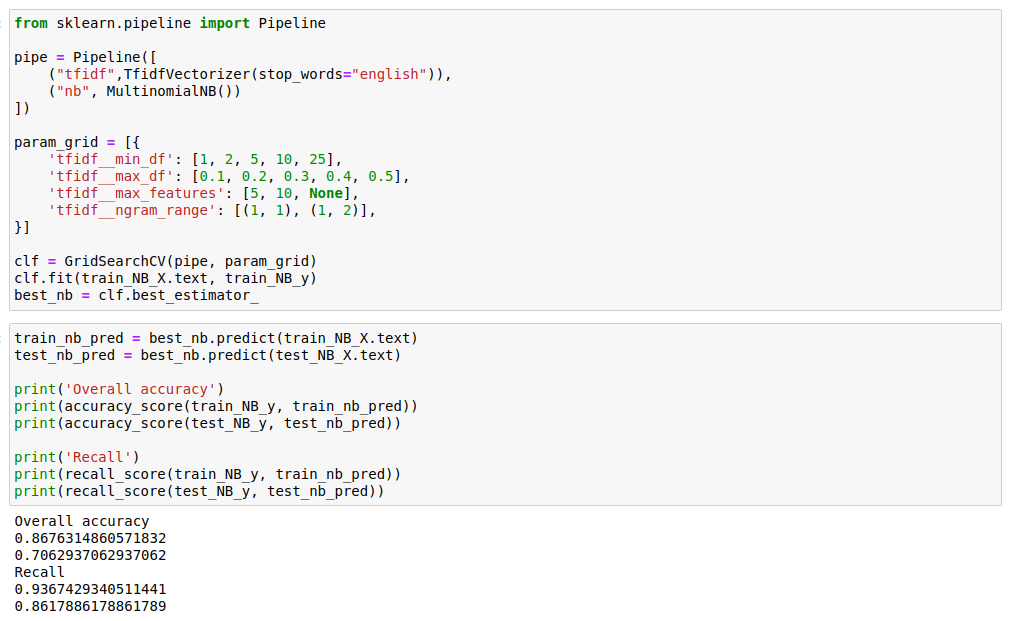 from sklearn.pipeline import Pipeline
pipe = Pipeline([
("tfidf",TfidfVectorizer(stop_words="english")),
("nb", MultinomialNB())
])
param_grid = [{
'tfidf__min_df': [1, 2, 5, 10, 25],
'tfidf__max_df': [0.1, 0.2, 0.3, 0.4, 0.5],
'tfidf__max_features': [5, 10, None],
'tfidf__ngram_range': [(1, 1), (1, 2)],
}]
clf = GridSearchCV(pipe, param_grid)
clf.fit(train_NB_X.text, train_NB_y)
best_nb = clf.best_estimator_
train_nb_pred = best_nb.predict(train_NB_X.text)
test_nb_pred = best_nb.predict(test_NB_X.text)
print('Overall accuracy')
print(accuracy_score(train_NB_y, train_nb_pred))
print(accuracy_score(test_NB_y, test_nb_pred))
print('Recall')
print(recall_score(train_NB_y, train_nb_pred))
print(recall_score(test_NB_y, test_nb_pred))
Overall accuracy
0.8676314860571832
0.7062937062937062
Recall
0.9367429340511441
0.8617886178861789